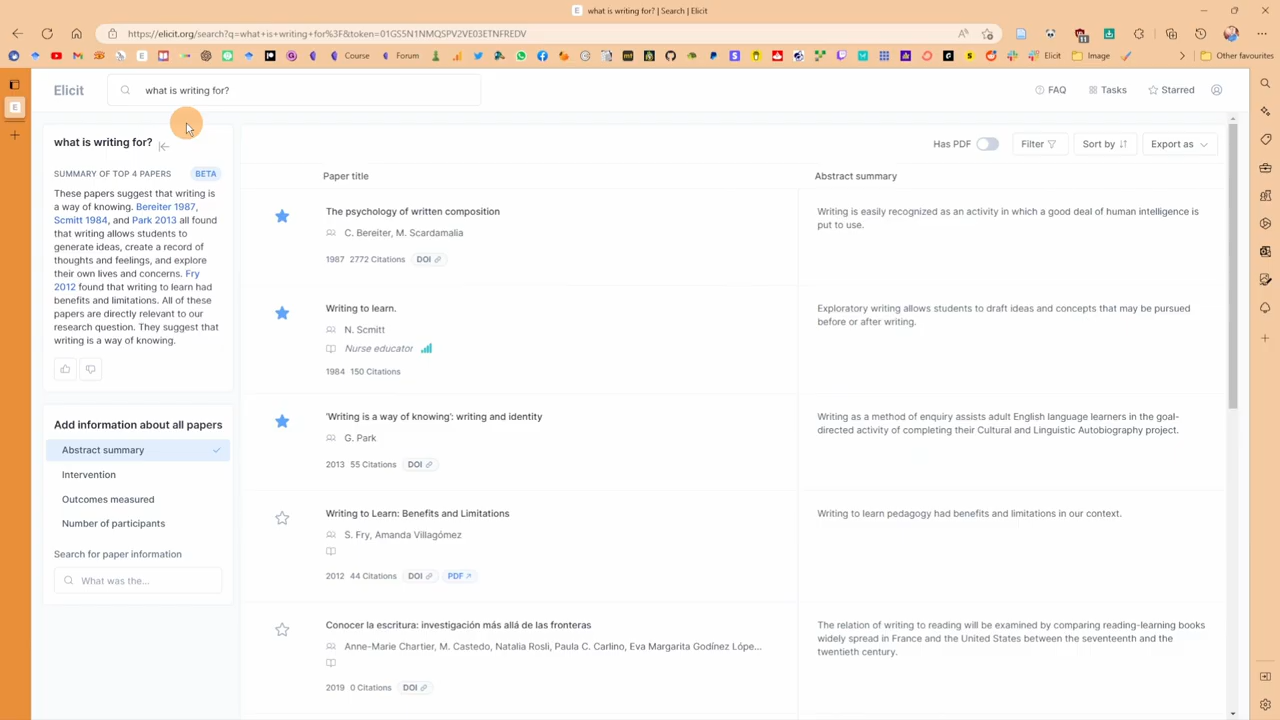 what is writing for? | Search | Elicit
https://elicit.org/search?q=what+is+writing+for%3F&token=01GS5N1NMQSPV2VE03ETNFREDV
Course
Forum
Elicit
Image
Other favourites
Elicit
what is writing for?
FAQ
Tasks
Starred
what is writing for?
SUMMARY OF TOP 4 PAPERS
BETA
These papers suggest that writing is
a way of knowing. Bereiter 1987,
Scmitt 1984, and Park 2013 all found
that writing allows students to
generate ideas, create a record of
thoughts and feelings, and explore
their own lives and concerns. Fry
2012 found that writing to learn had
benefits and limitations. All of these
papers are directly relevant to our
research question. They suggest that
writing is a way of knowing.
Add information about all papers
Abstract summary
Intervention
Outcomes measured
Number of participants
Search for paper information
What was the...
Has PDF
Filter
Sort by
Export as
Paper title
Abstract summary
The psychology of written composition
C. Bereiter, M. Scardamalia
1987 2772 Citations DOI
Writing is easily recognized as an activity in which a good deal of human intelligence is
put to use.
Writing to learn.
N. Scmitt
Nurse educator
1984 150 Citations
Exploratory writing allows students to draft ideas and concepts that may be pursued
before or after writing.
'Writing is a way of knowing': writing and identity
G. Park
2013 55 Citations DOI
Writing as a method of enquiry assists adult English language learners in the goal-
directed activity of completing their Cultural and Linguistic Autobiography project.
Writing to Learn: Benefits and Limitations
S. Fry, Amanda Villagómez
2012 44 Citations DOI PDF
Writing to learn pedagogy had benefits and limitations in our context.
Conocer la escritura: investigación más allá de las fronteras
Anne-Marie Chartier, M. Castedo, Natalia Rosli, Paula C. Carlino, Eva Margarita Godínez Lópe...
2019 0 Citations DOI
The relation of writing to reading will be examined by comparing reading-learning books
widely spread in France and the United States between the seventeenth and the
twentieth century.